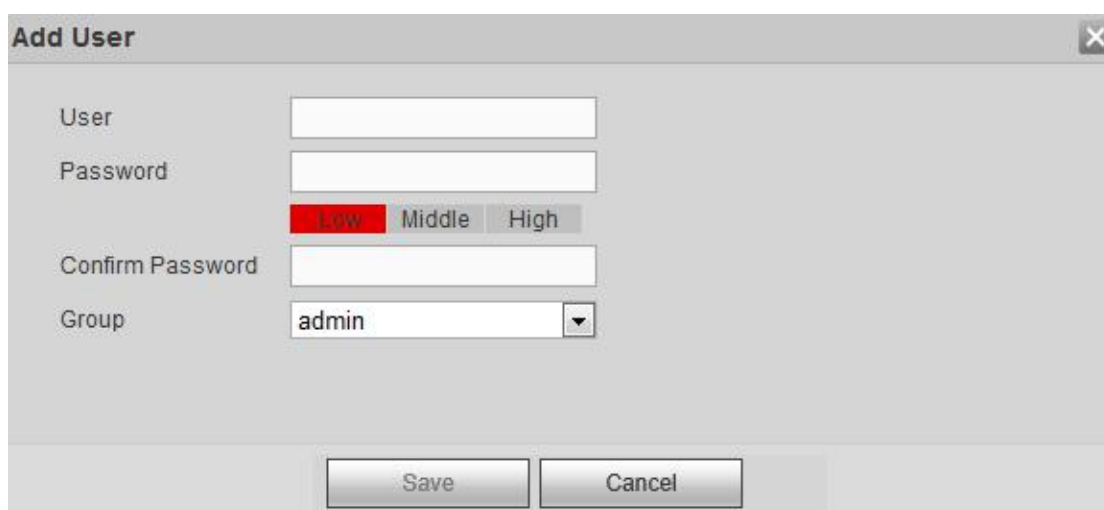 Add User
User
Password
Low Middle High
Confirm Password
Group admin
Save Cancel